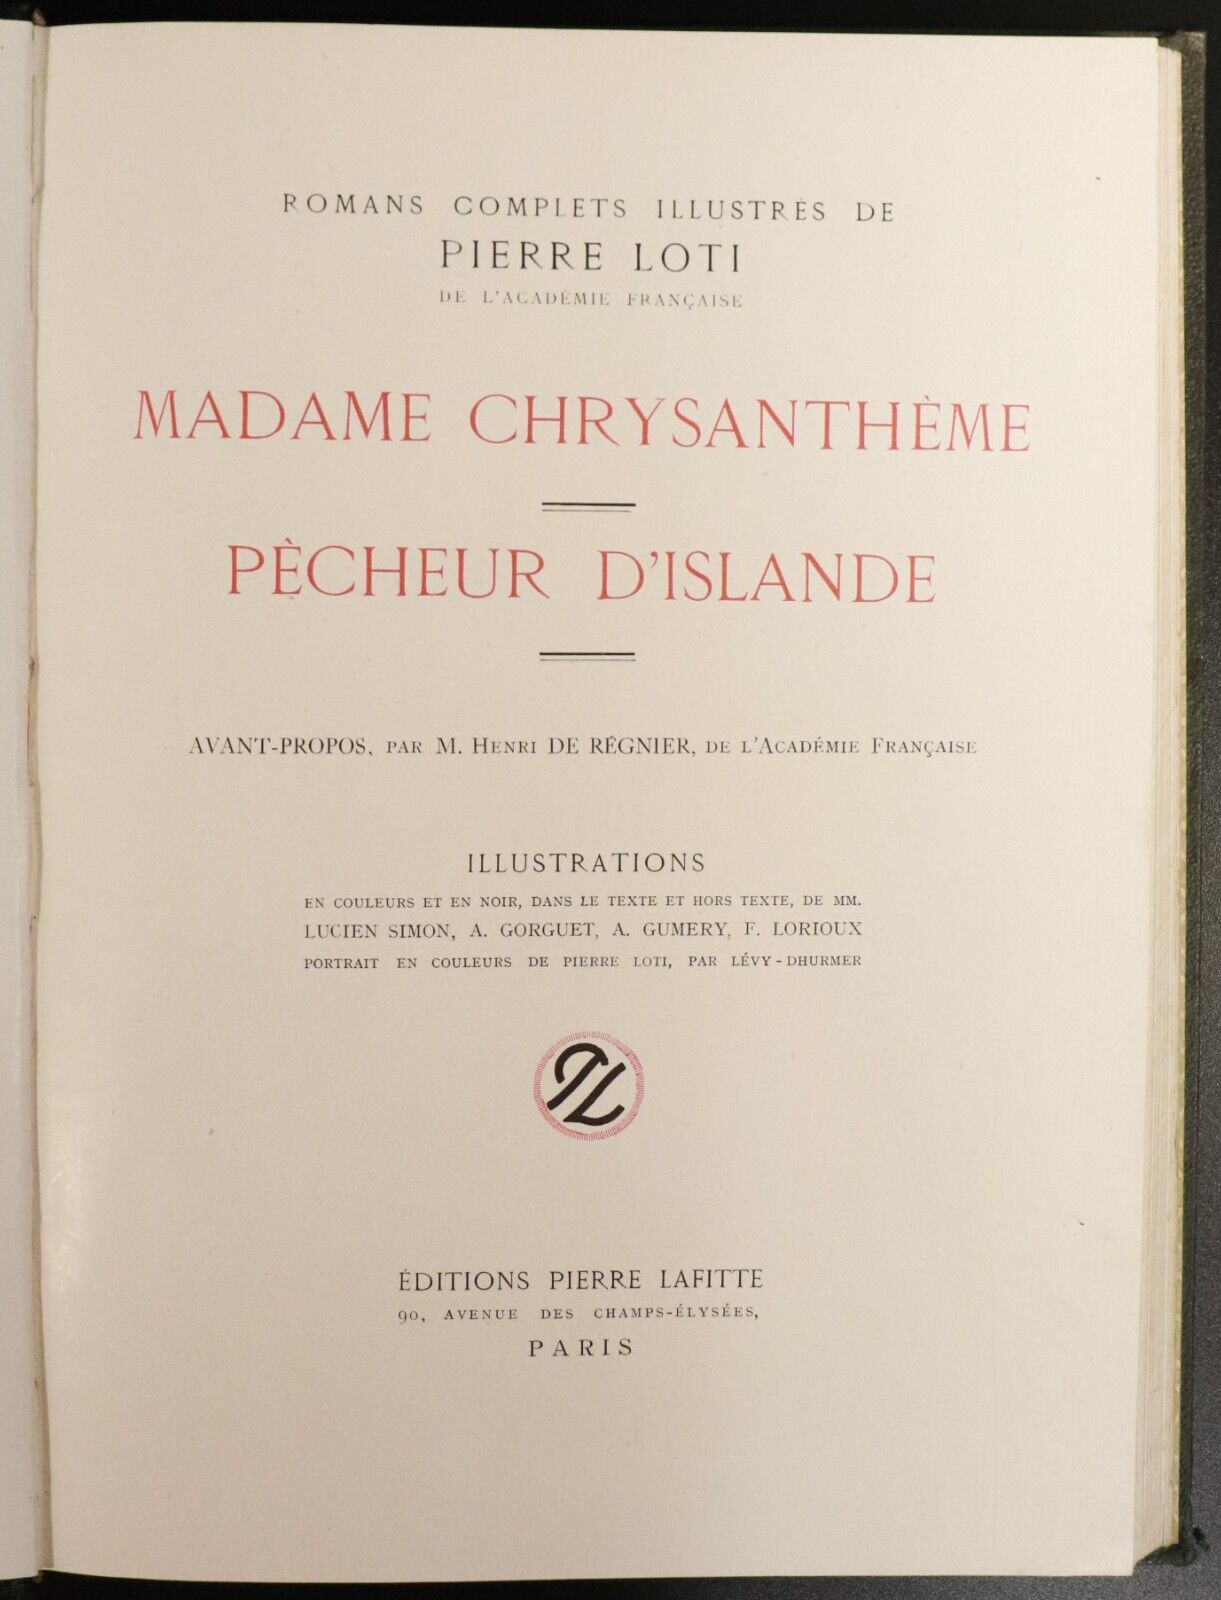 ROMANS COMPLETS ILLUSTRÉS DE
PIERRE LOTI
DE L'ACADÉMIE FRANÇAISE
MADAME CHRYSANTHÈME
PÈCHEUR D'ISLANDE
AVANT-PROPOS, PAR M. HENRI DE RÉGNIER, DE L'ACADÉMIE FRANÇAISE
ILLUSTRATIONS
EN COULEURS ET EN NOIR, DANS LE TEXTE ET HORS TEXTE, DE MM.
LUCIEN SIMON, A. GORGUET, A. GUMERY, F. LORIOUX
PORTRAIT EN COULEURS DE PIERRE LOTI, PAR LÉVY-DHURMER
PL
ÉDITIONS PIERRE LAFITTE
90, AVENUE DES CHAMPS-ÉLYSÉES,
PARIS